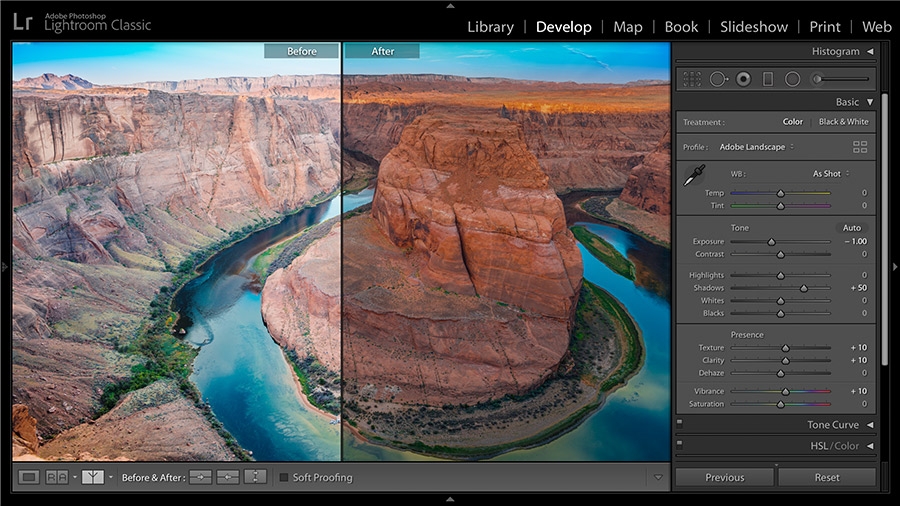 Lr Adobe Photoshop
Lightroom Classic
Library | Develop | Map | Book | Slideshow | Print | Web
Before
After
Histogram
Basic
Treatment : Color Black & White
Profile : Adobe Landscape
WB : As Shot
Temp 0
Tint 0
Tone Auto
Exposure − 1.00
Contrast 0
Highlights 0
Shadows + 50
Whites 0
Blacks 0
Presence
Texture + 10
Clarity + 10
Dehaze 0
Vibrance + 10
Saturation 0
Tone Curve
HSL / Color
R A Y Before & After : Soft Proofing
Previous Reset